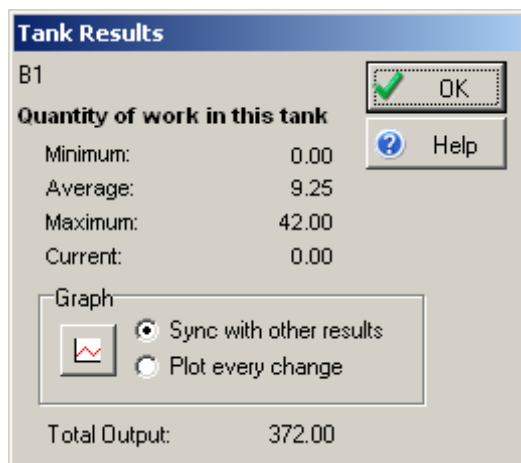 Tank Results
B1
OK
Quantity of work in this tank
Help
Minimum: 0.00
Average: 9.25
Maximum: 42.00
Current: 0.00
Graph
Sync with other results
Plot every change
Total Output: 372.00